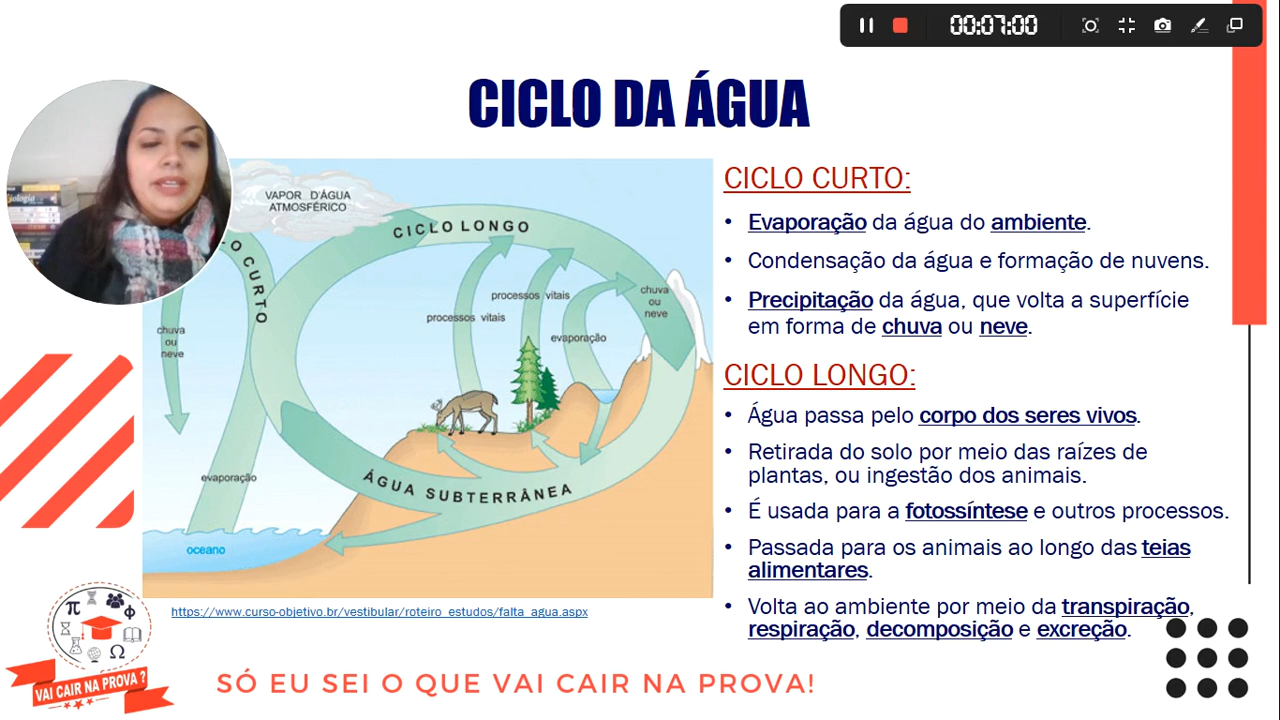 00:07:00
CICLO DA ÁGUA
VAPOR D'ÁGUA
ATMOSFÉRICO
CICLO LONGO
O CURTO
processos vitais
processos vitais
evaporação
chuva
ou
neve
chuva
ou
neve
evaporação
ÁGUA SUBTERRÂNEA
oceano
https://www.curso-objetivo.br/vestibular/roteiro_estudos/falta_agua.aspx
CICLO CURTO:
• Evaporação da água do ambiente.
• Condensação da água e formação de nuvens.
• Precipitação da água, que volta a superfície
em forma de chuva ou neve.
CICLO LONGO:
• Água passa pelo corpo dos seres vivos.
• Retirada do solo por meio das raízes de
plantas, ou ingestão dos animais.
• É usada para a fotossíntese e outros processos.
• Passada para os animais ao longo das teias
alimentares.
• Volta ao ambiente por meio da transpiração,
respiração, decomposição e excreção.
π
Φ
Ω
VAI CAIR NA PROVA ?
SÓ EU SEI O QUE VAI CAIR NA PROVA!